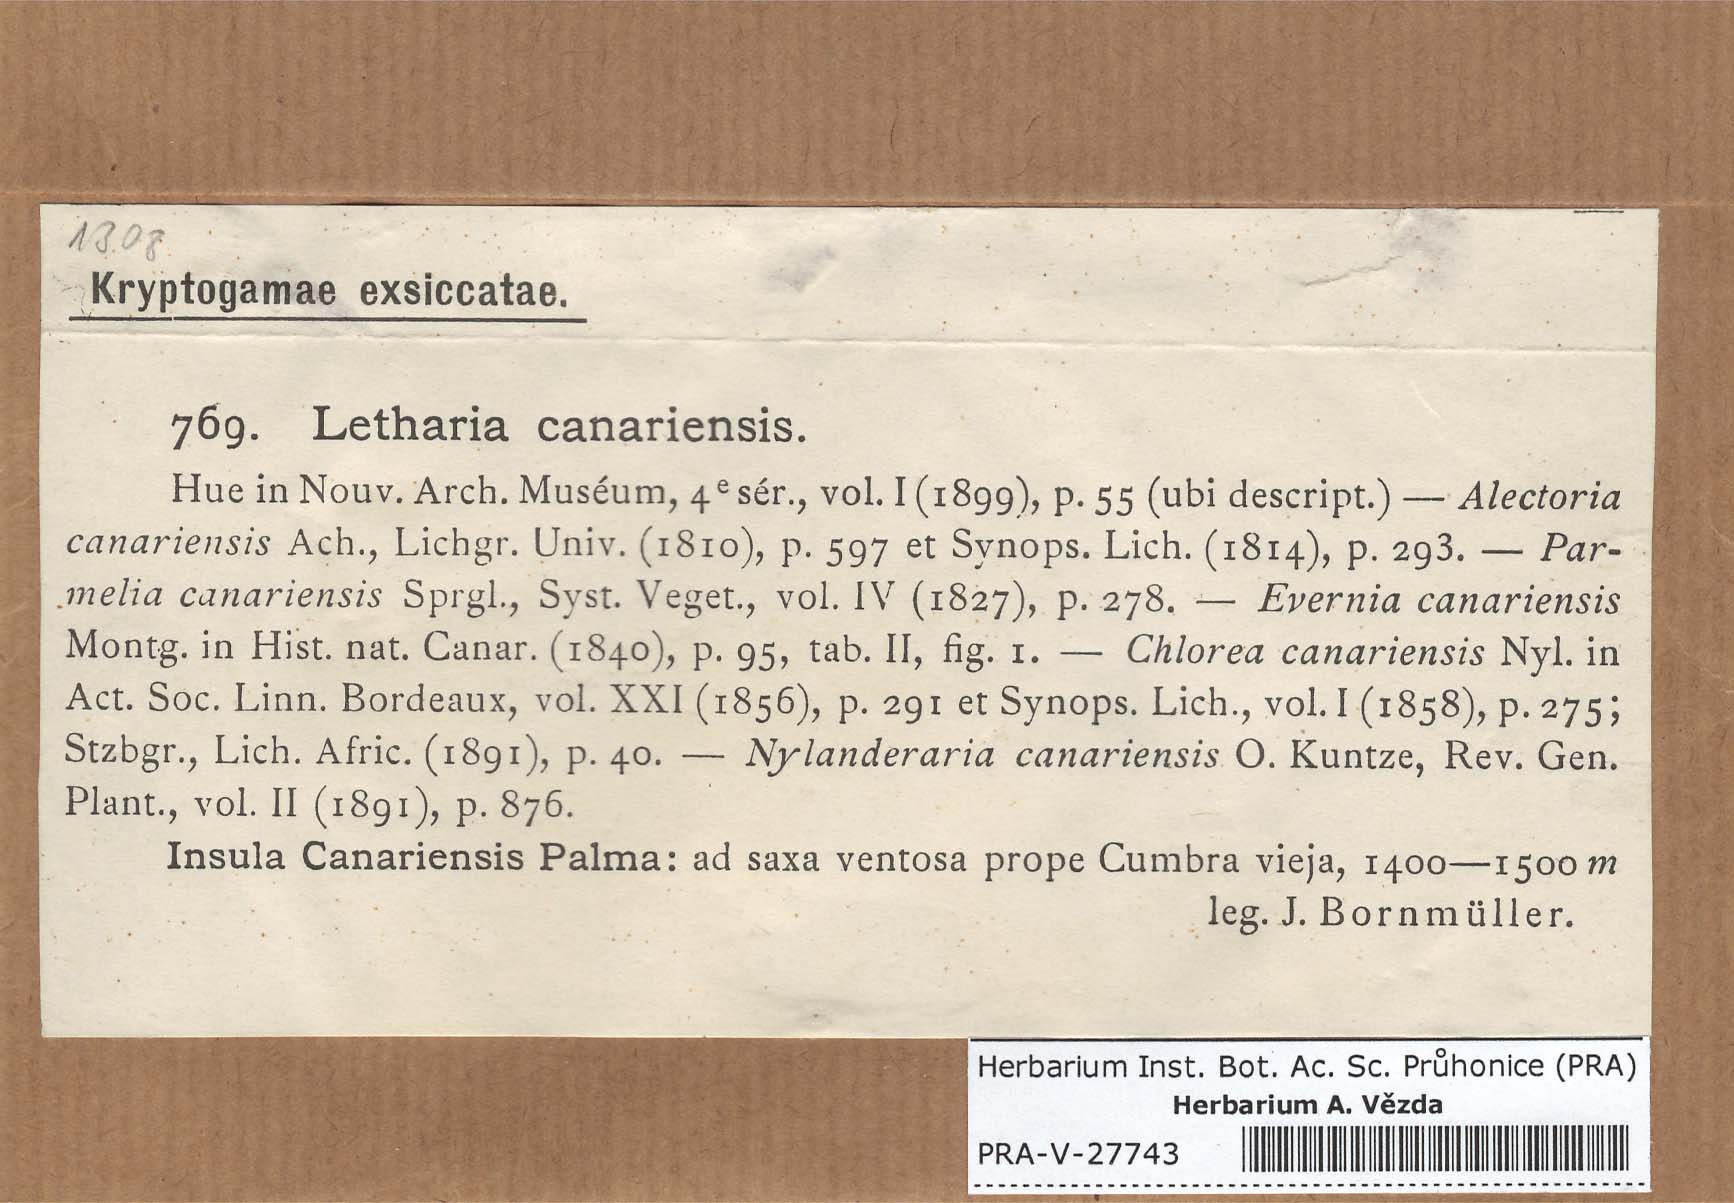 13.08
Kryptogamae exsiccatae.
769. Letharia canariensis.
Hue in Nouv. Arch. Muséum, 4e sér., vol. I (1899), p. 55 (ubi descript.) — Alectoria
canariensis Ach., Lichgr. Univ. (1810), p. 597 et Synops. Lich. (1814), p. 293. — Par-
melia canariensis Sprgl., Syst. Veget., vol. IV (1827), p. 278. — Evernia canariensis
Montg. in Hist. nat. Canar. (1840), p. 95, tab. II, fig. 1. — Chlorea canariensis Nyl. in
Act. Soc. Linn. Bordeaux, vol. XXI (1856), p. 291 et Synops. Lich., vol. I (1858), p. 275;
Stzbgr., Lich. Afric. (1891), p. 40. — Nylanderaria canariensis O. Kuntze, Rev. Gen.
Plant., vol. II (1891), p. 876.
Insula Canariensis Palma: ad saxa ventosa prope Cumbra vieja, 1400—1500 m
leg. J. Bornmüller.
Herbarium Inst. Bot. Ac. Sc. Průhonice (PRA)
Herbarium A. Vězda
PRA-V-27743